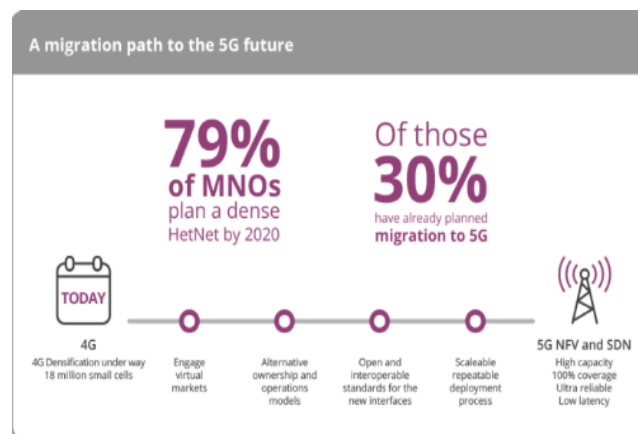 A migration path to the 5G future
79%
of MNOs
plan a dense
HetNet by 2020
Of those
30%
have already planned
migration to 5G
TODAY
4G
4G Densification under way
18 million small cells
Engage
virtual
markets
Alternative
ownership and
operations
models
Open and
interoperable
standards for the
new interfaces
Scaleable
repeatable
deployment
process
5G NFV and SDN
High capacity
100% coverage
Ultra reliable
Low latency